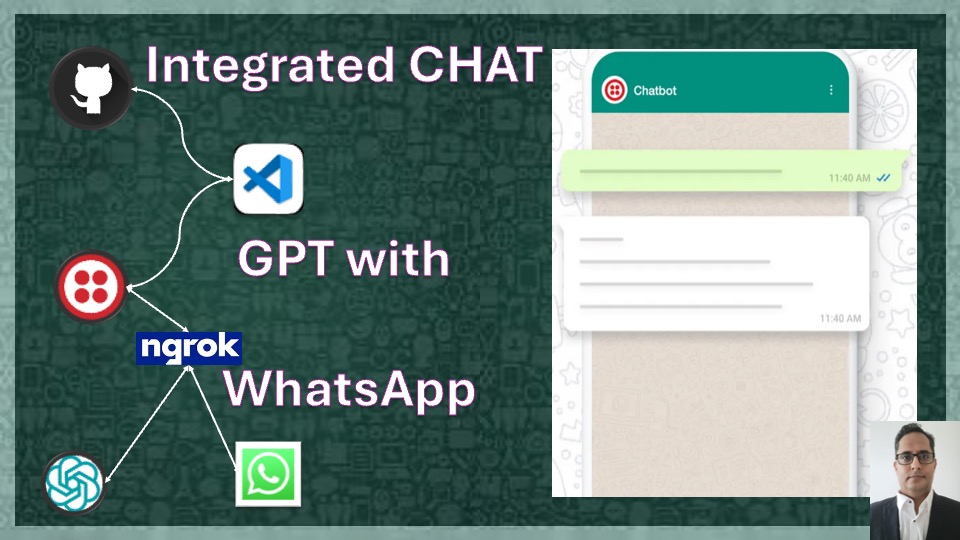 Integrated CHAT
GPT with
ngrok
WhatsApp
Chatbot
11:40 AM
11:40 AM